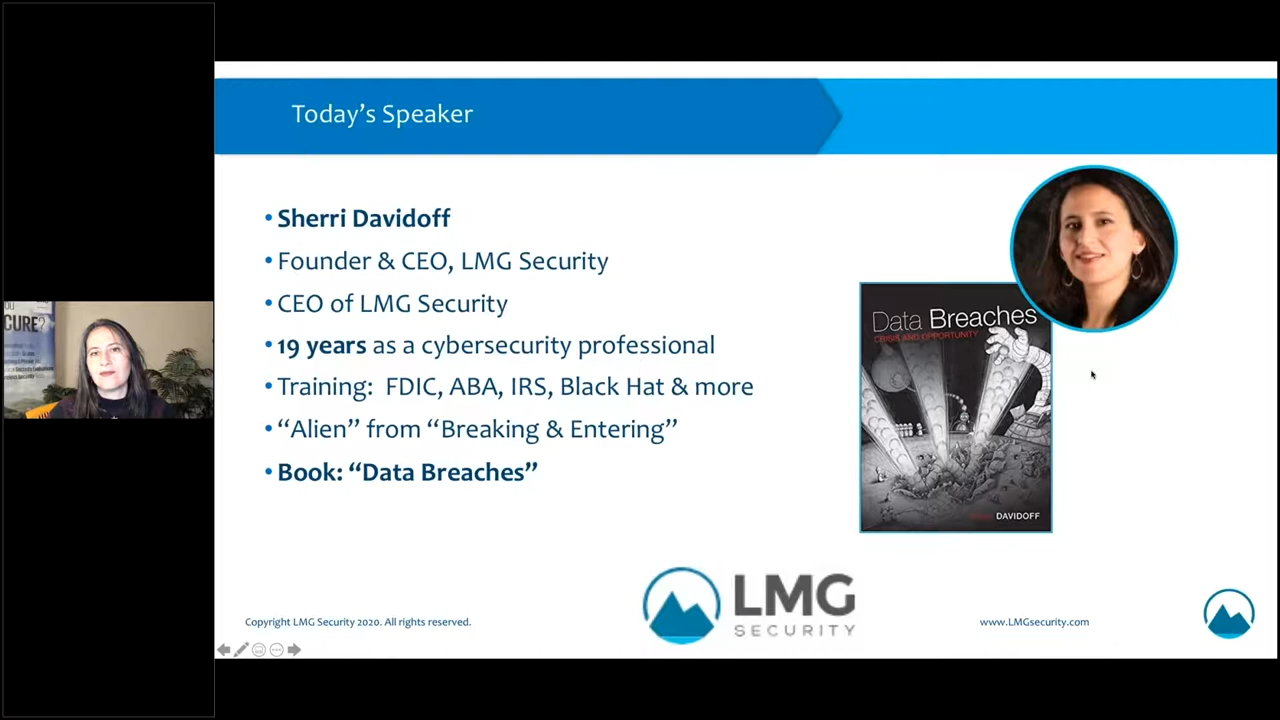 Today's Speaker
• Sherri Davidoff
• Founder & CEO, LMG Security
• CEO of LMG Security
• 19 years as a cybersecurity professional
• Training: FDIC, ABA, IRS, Black Hat & more
• “Alien” from “Breaking & Entering”
• Book: “Data Breaches”
Data Breaches
CRISIS AND OPPORTUNITY
DAVIDOFF
CURE?
LMG
SECURITY
Copyright LMG Security 2020. All rights reserved.
www.LMGsecurity.com